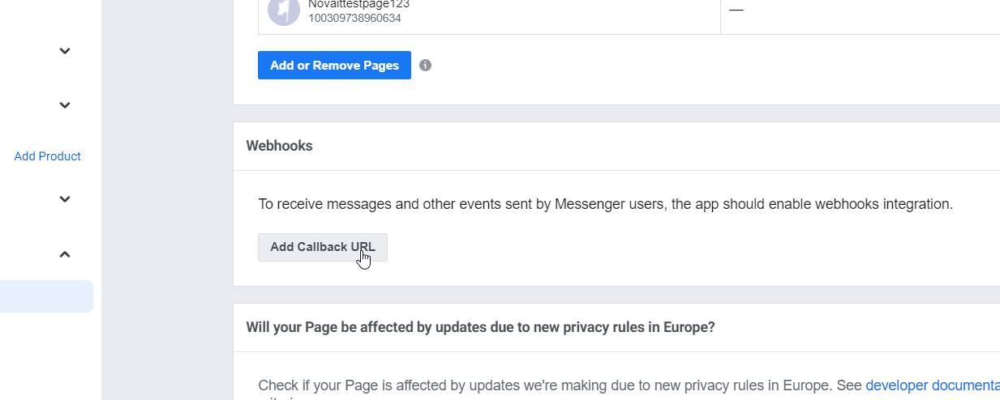 Novaittestpage123
100309738960634
—
Add or Remove Pages
Add Product
Webhooks
To receive messages and other events sent by Messenger users, the app should enable webhooks integration.
Add Callback URL
Will your Page be affected by updates due to new privacy rules in Europe?
Check if your Page is affected by updates we're making due to new privacy rules in Europe. See developer documenta